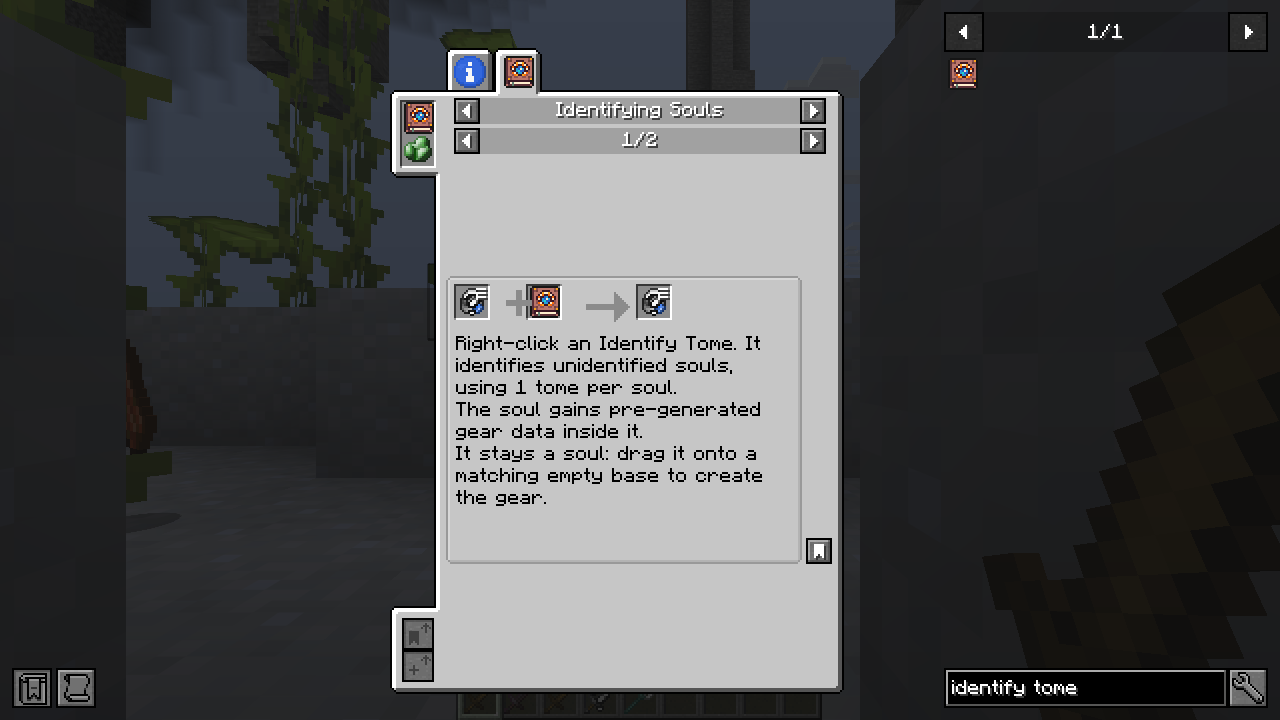 1/1
Identifying Souls
1/2
Right-click an Identify Tome. It
identifies unidentified souls,
using 1 tome per soul.
The soul gains pre-generated
gear data inside it.
It stays a soul: drag it onto a
matching empty base to create
the gear.
identify tome